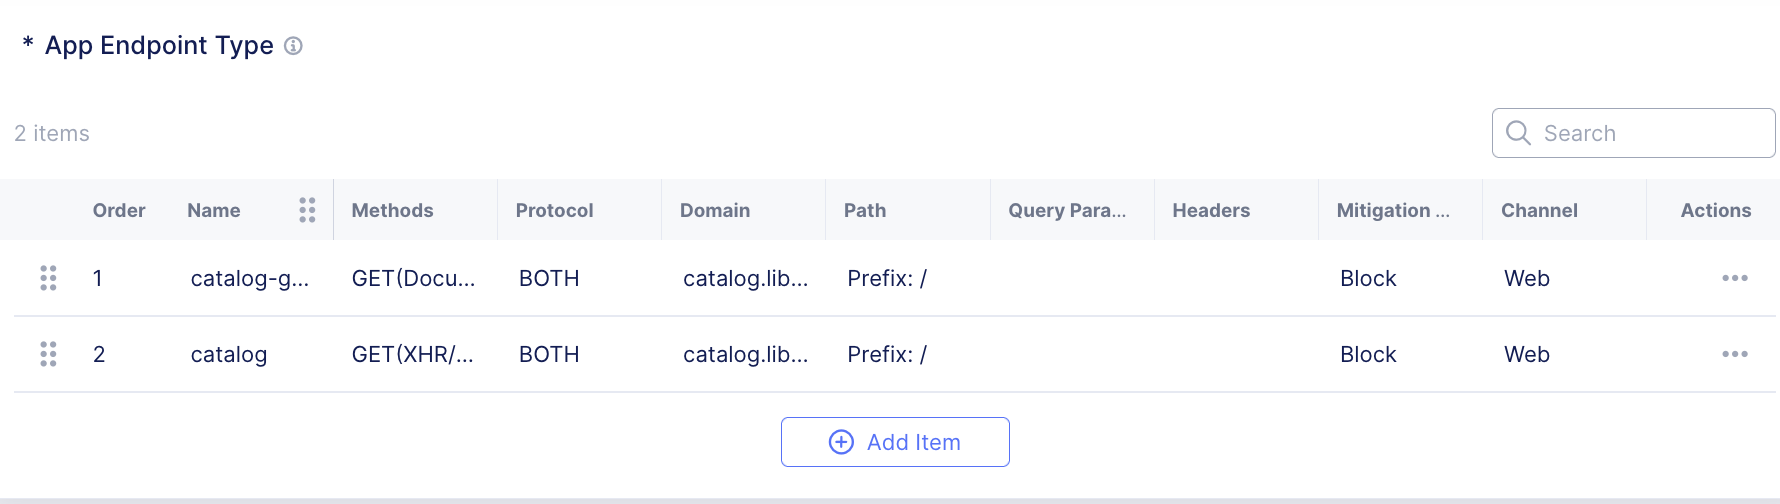 * App Endpoint Type
2 items
Search
Order Name Methods Protocol Domain Path Query Para... Headers Mitigation ... Channel Actions
1 catalog-g... GET(Docu... BOTH catalog.lib... Prefix: / Block Web
2 catalog GET(XHR/... BOTH catalog.lib... Prefix: / Block Web
Add Item